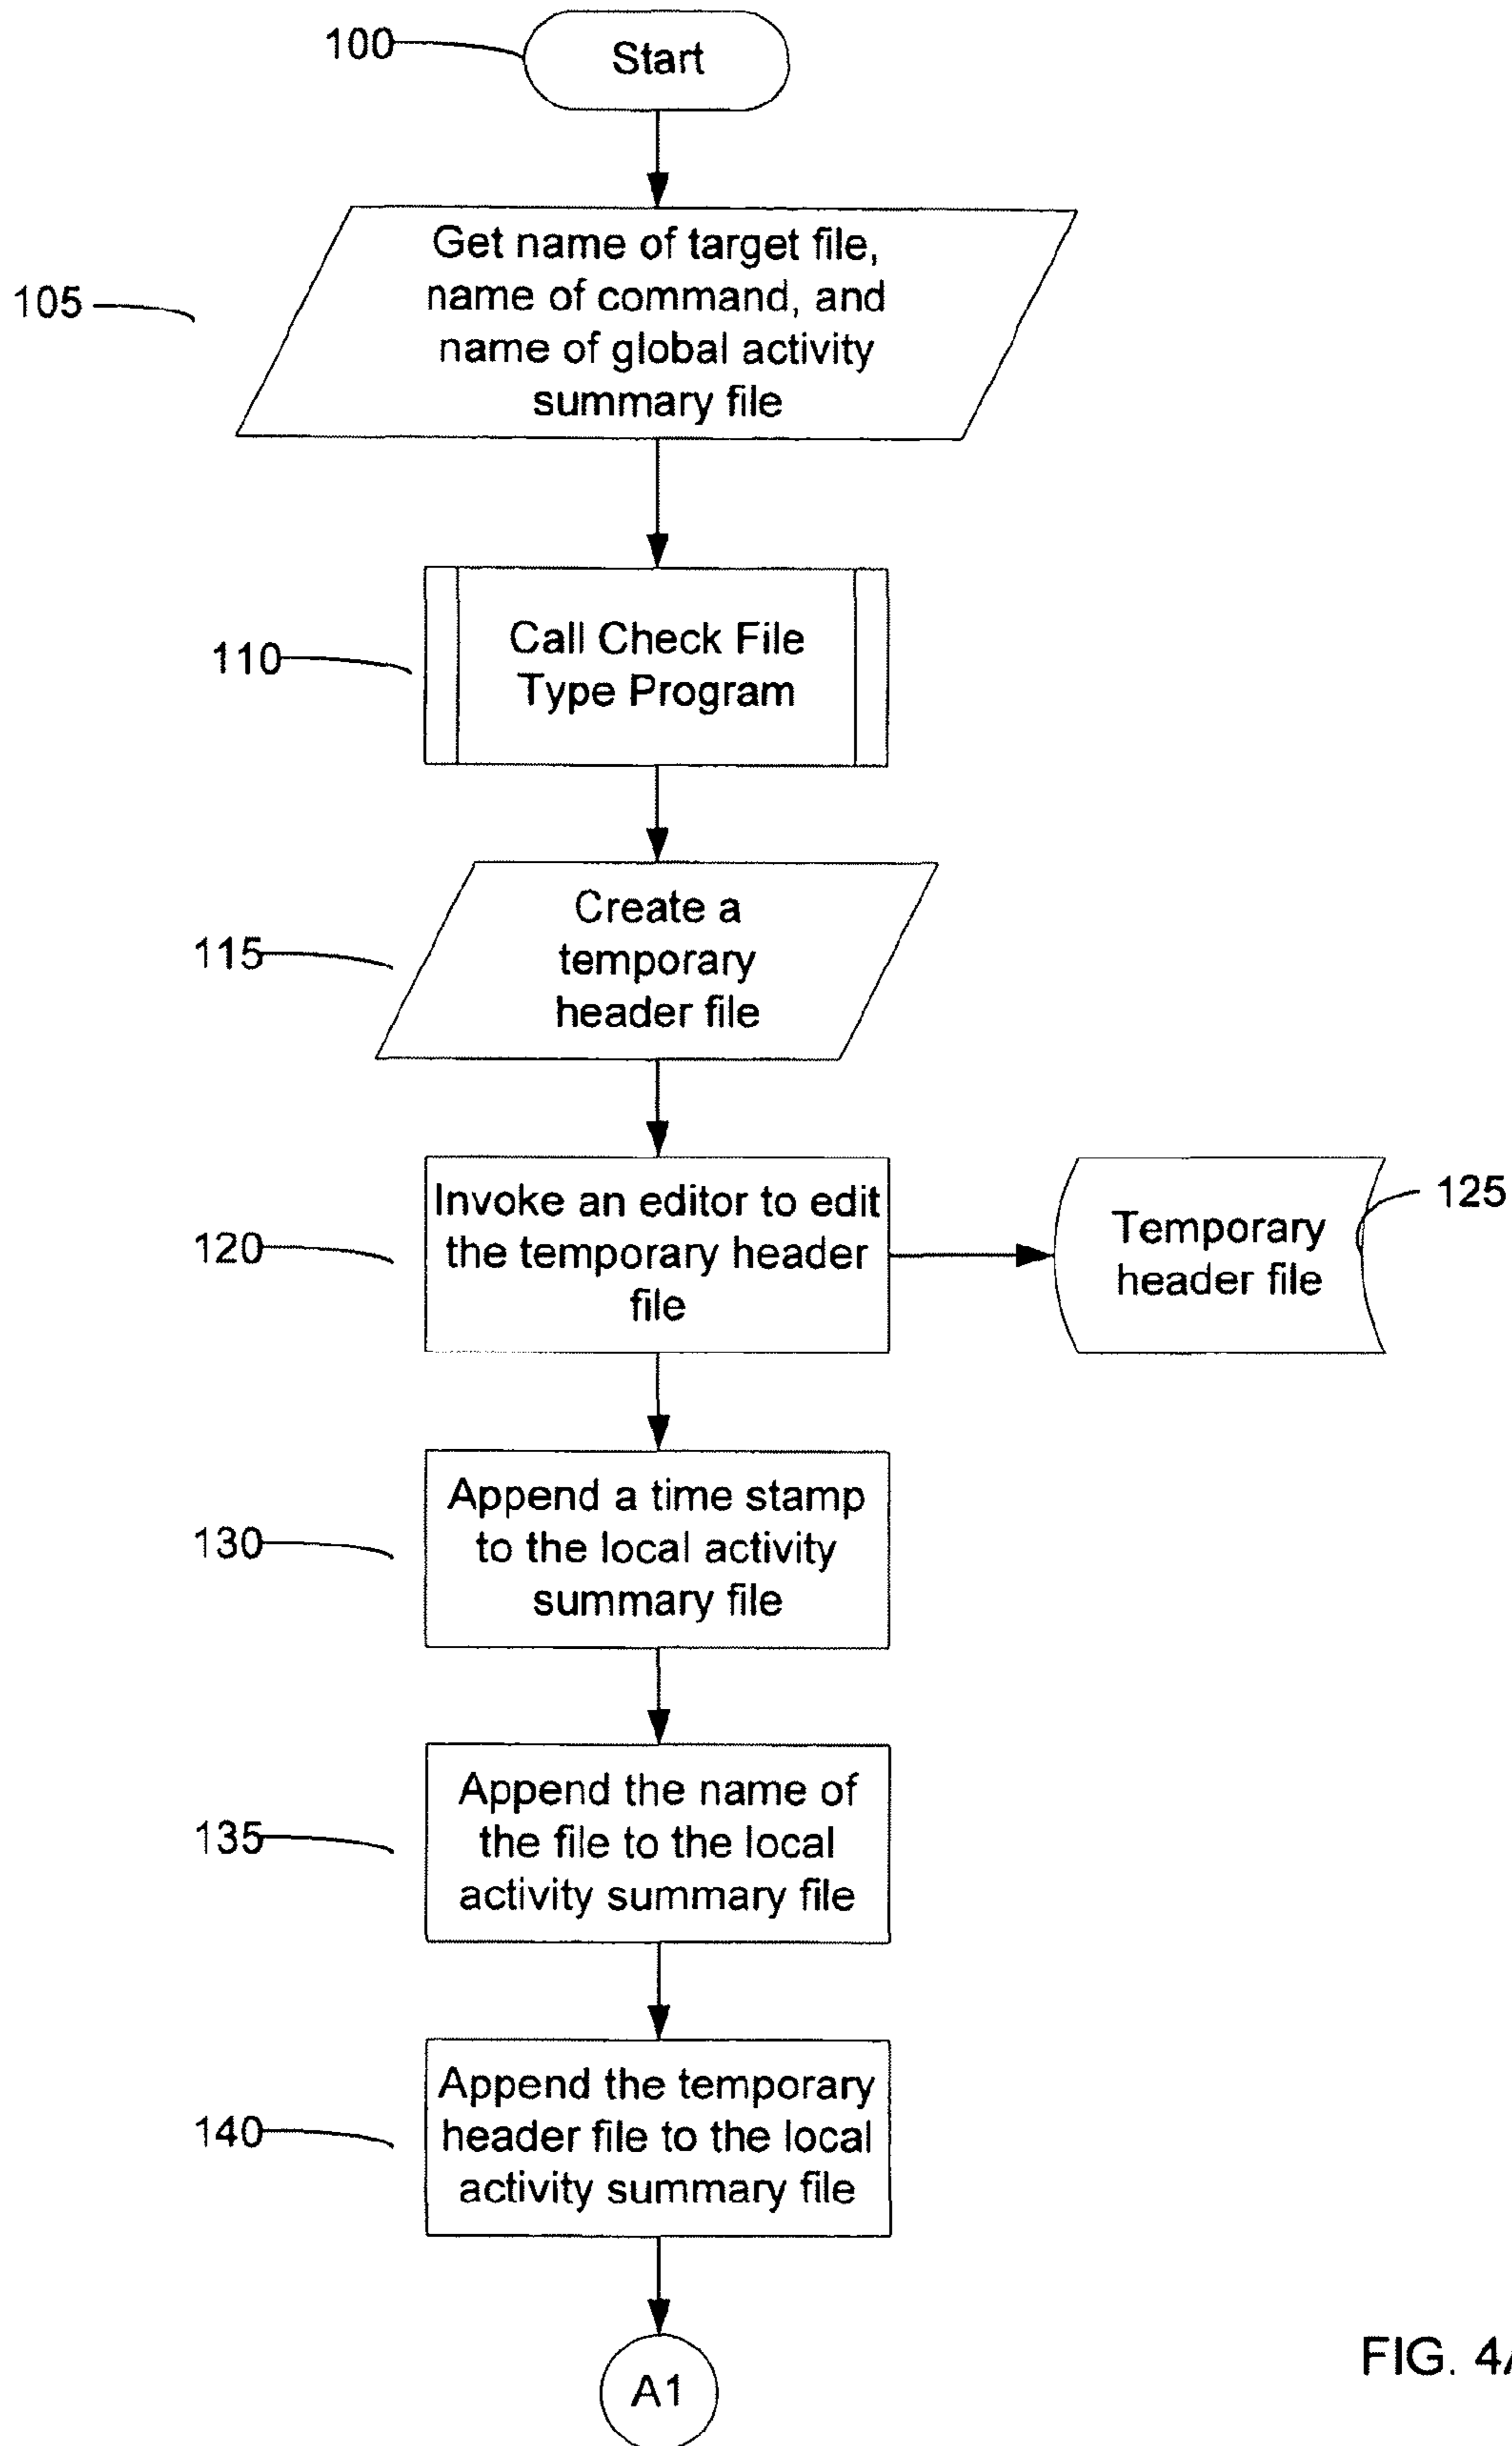 100
Start
105
Get name of target file,
name of command, and
name of global activity
summary file
110
Call Check File
Type Program
115
Create a
temporary
header file
120
Invoke an editor to edit
the temporary header
file
Temporary
header file
125
130
Append a time stamp
to the local activity
summary file
135
Append the name of
the file to the local
activity summary file
140
Append the temporary
header file to the local
activity summary file
A1
FIG. 4A